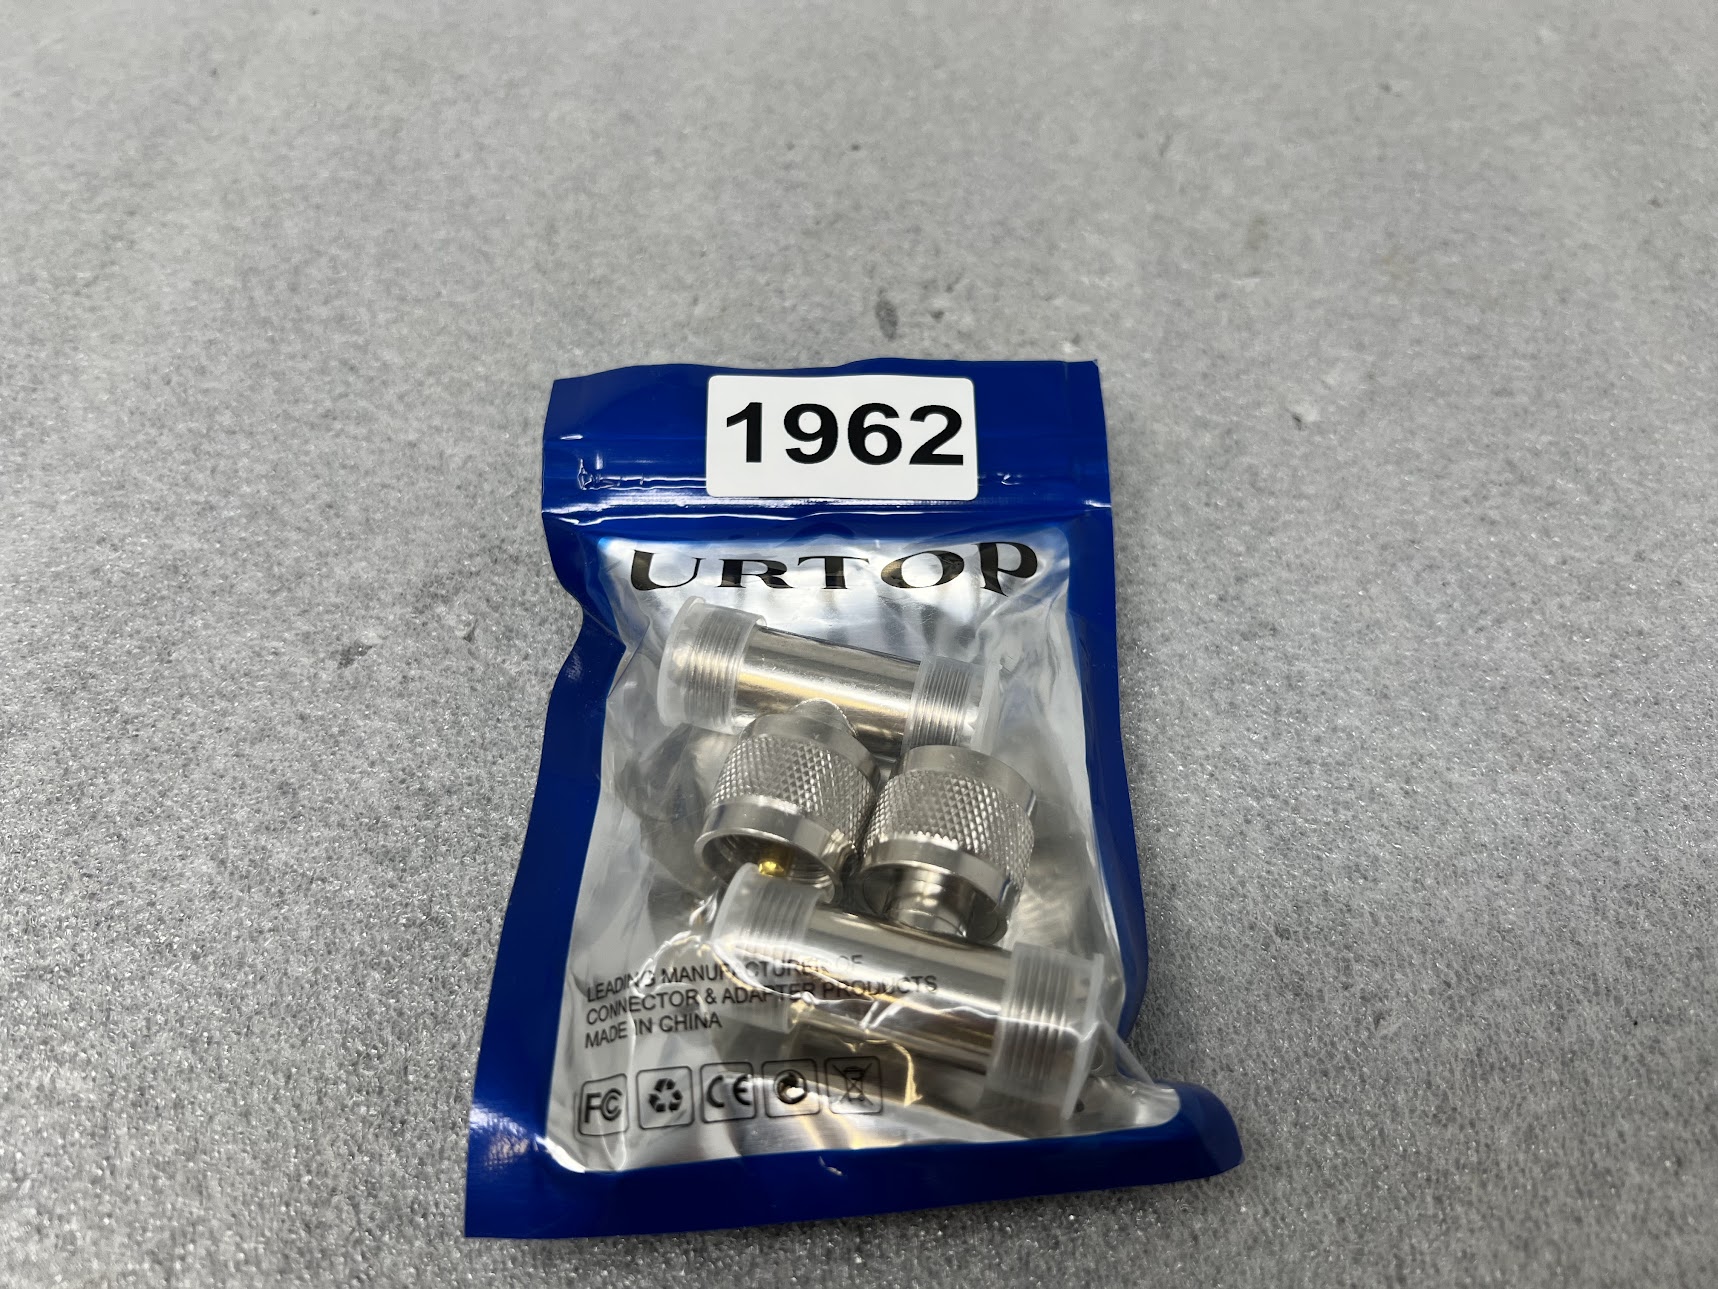 1962
URTOP
LEADING MANUFACTURER OF
CONNECTOR & ADAPTER PRODUCTS
MADE IN CHINA
FC CE